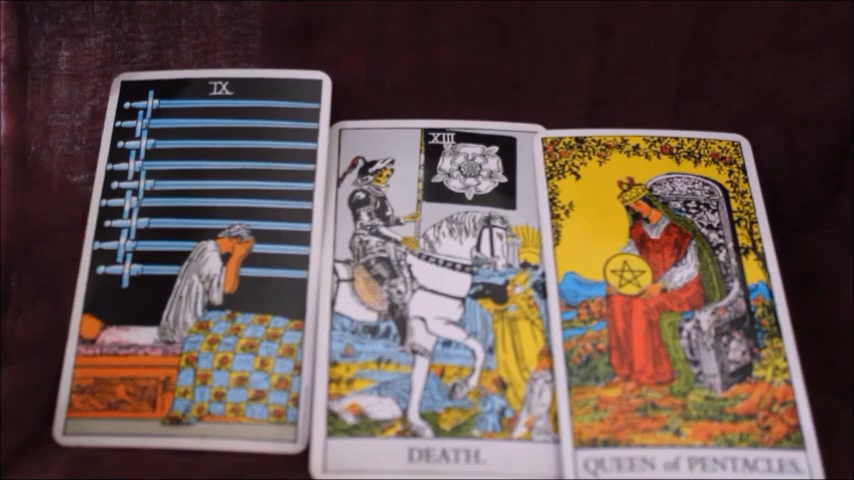 IX
XIII
DEATH.
QUEEN of PENTACLES.